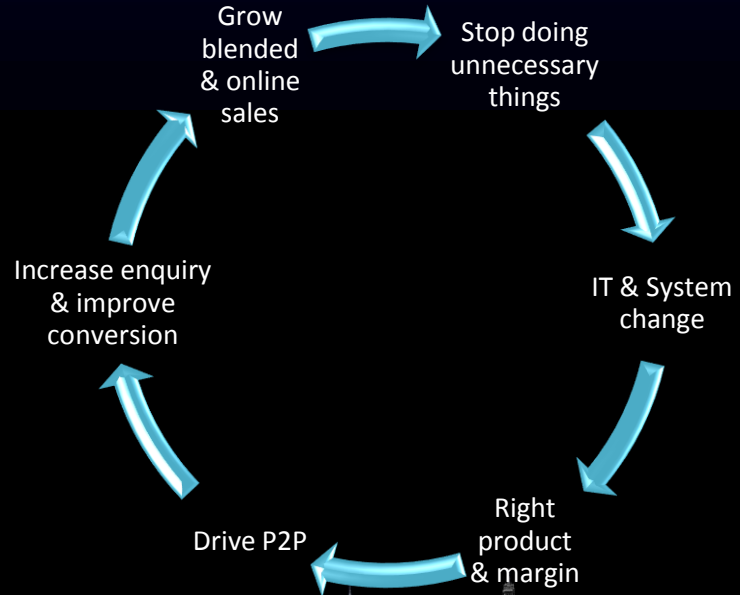 Grow
blended
& online
sales
Stop doing
unnecessary
things
IT & System
change
Right
product
& margin
Drive P2P
Increase enquiry
& improve
conversion